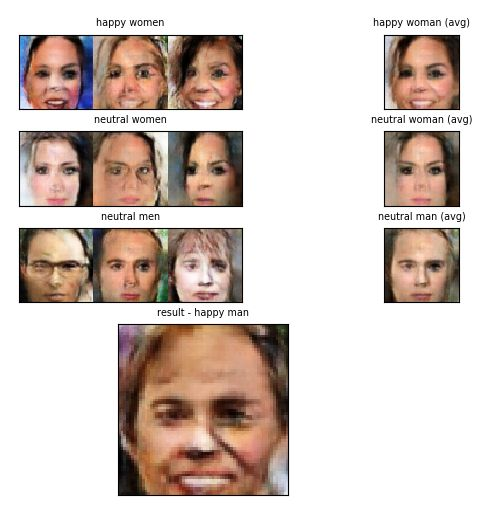 happy women
happy woman (avg)
neutral women
neutral woman (avg)
neutral men
neutral man (avg)
result - happy man